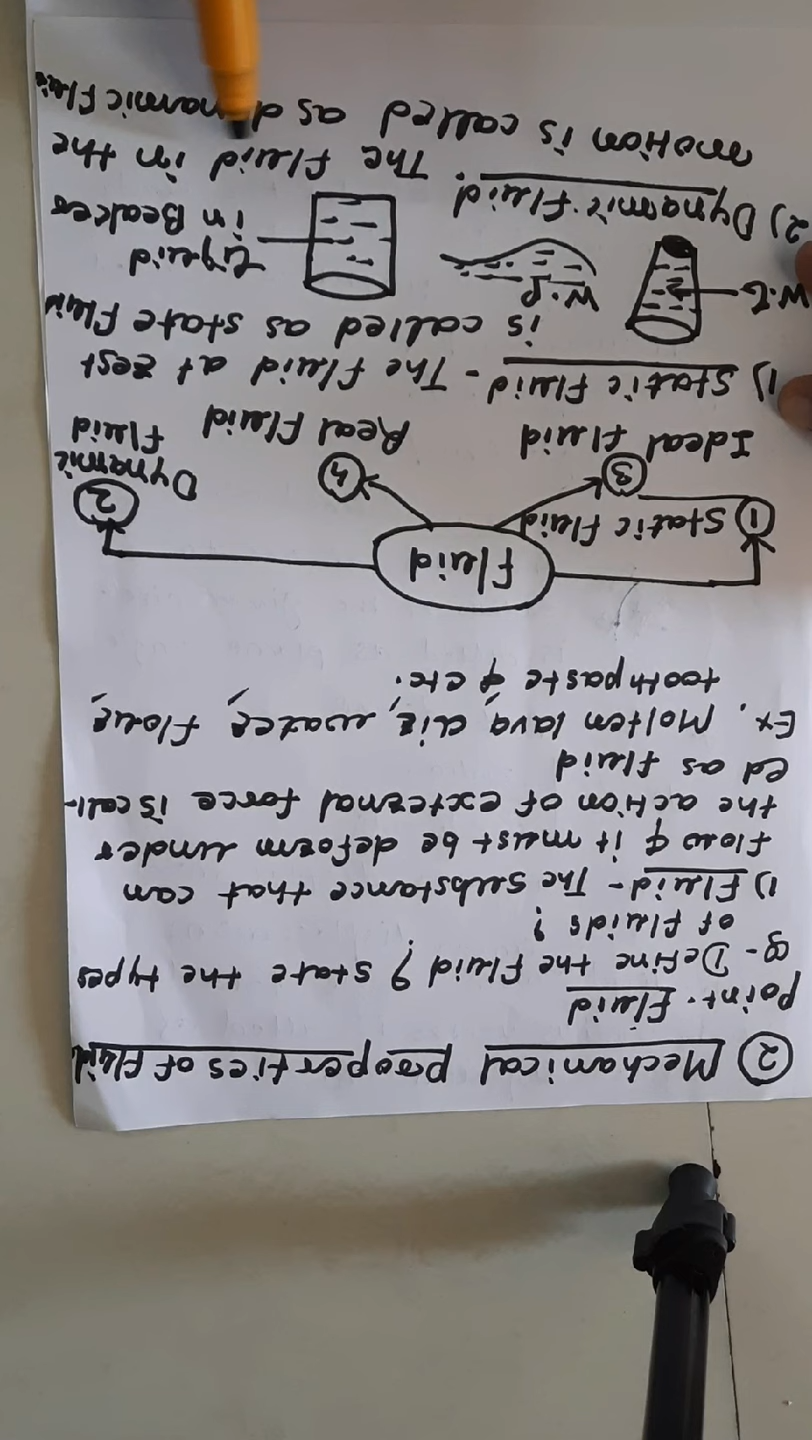 ② Mechanical properties of Fluid
Point. Fluid
Q - Define the Fluid? State the types
of fluids?
1) Fluid - The Substance that can
flow & it must be deform under
the action of external force is call-
ed as fluid
Ex. Molten lava, air, water, flour,
toothpaste & etc.
Fluid
① Static Fluid
② Dynamic
Fluid
③
Ideal fluid
④
Real Fluid
1) Static Fluid - The fluid at rest
is called as state Fluid
W.G
W.P
Liquid
in Beaker
2) Dynamic Fluid. The Fluid in the
motion is called as